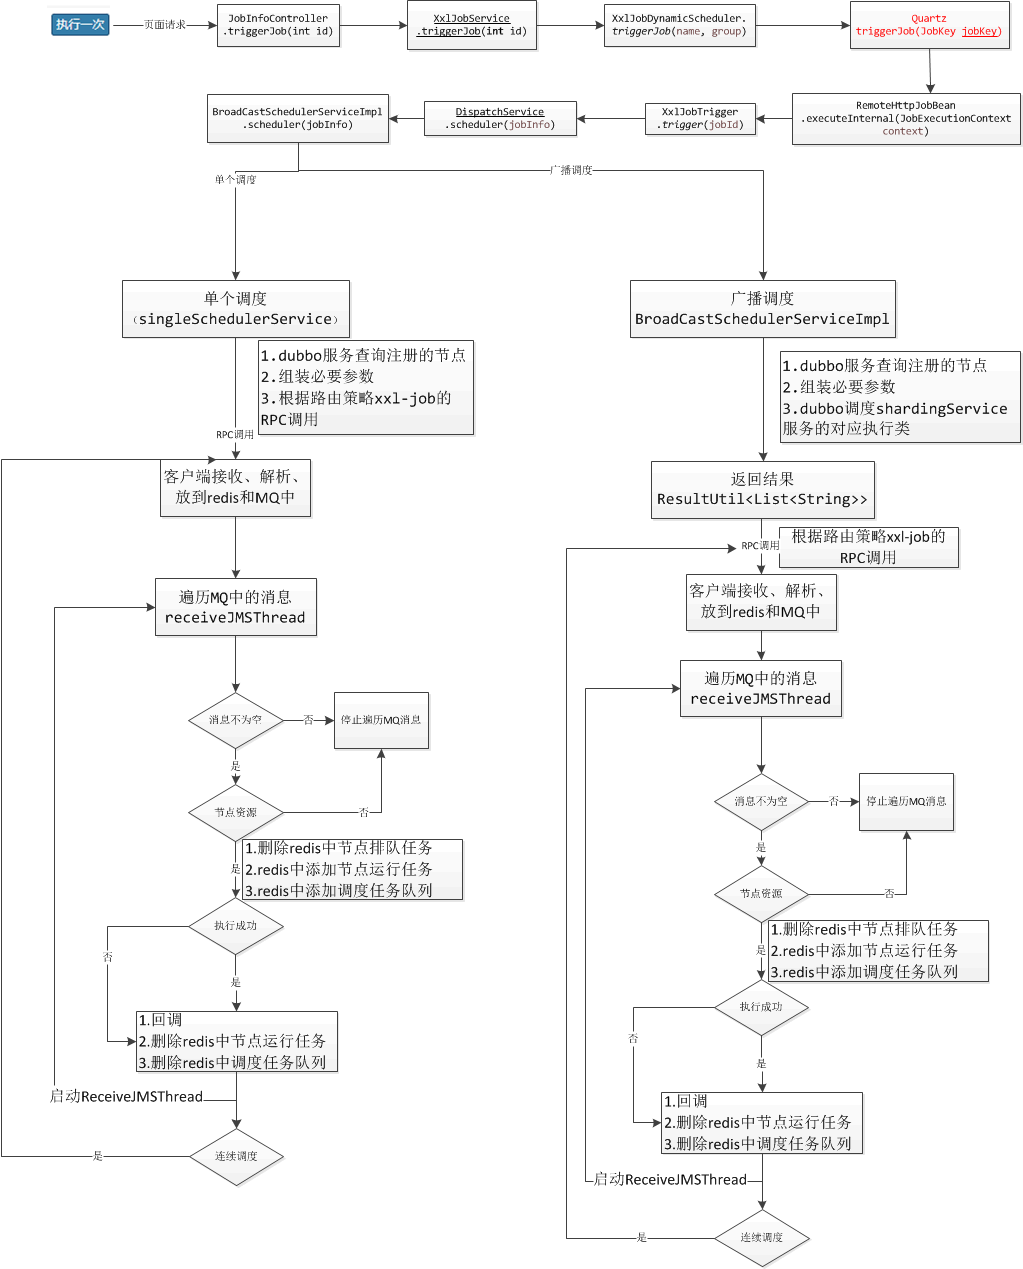 执行一次
页面请求
JobInfoController
.triggerJob(int id)
XxlJobService
.triggerJob(int id)
XxlJobDynamicScheduler.
triggerJob(name, group)
Quartz
triggerJob(JobKey jobKey)
BroadCastSchedulerServiceImpl
.scheduler(jobInfo)
DispatchService
.scheduler(jobInfo)
XxlJobTrigger
.trigger(jobId)
RemoteHttpJobBean
.executeInternal(JobExecutionContext
context)
单个调度
广播调度
单个调度
（singleSchedulerService）
1.dubbo服务查询注册的节点
2.组装必要参数
3.根据路由策略xxl-job的
RPC调用
RPC调用
客户端接收、解析、
放到redis和MQ中
遍历MQ中的消息
receiveJMSThread
消息不为空
否
停止遍历MQ消息
是
节点资源
否
是
1.删除redis中节点排队任务
2.redis中添加节点运行任务
3.redis中添加调度任务队列
执行成功
否
是
1.回调
2.删除redis中节点运行任务
3.删除redis中调度任务队列
启动ReceiveJMSThread
连续调度
是
广播调度
BroadCastSchedulerServiceImpl
1.dubbo服务查询注册的节点
2.组装必要参数
3.dubbo调度shardingService
服务的对应执行类
返回结果
ResultUtil<List<String>>
RPC调用
根据路由策略xxl-job的
RPC调用
客户端接收、解析、
放到redis和MQ中
遍历MQ中的消息
receiveJMSThread
消息不为空
否
停止遍历MQ消息
是
节点资源
否
是
1.删除redis中节点排队任务
2.redis中添加节点运行任务
3.redis中添加调度任务队列
执行成功
否
是
1.回调
2.删除redis中节点运行任务
3.删除redis中调度任务队列
启动ReceiveJMSThread
连续调度
是